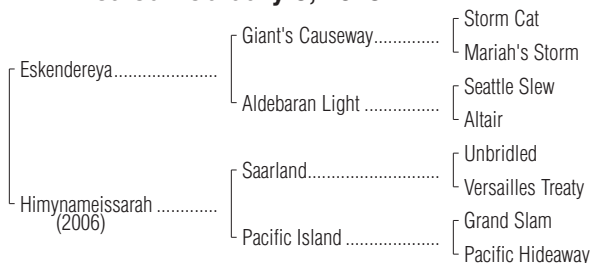 Storm Cat
Giant's Causeway.............
Mariah's Storm
Eskendereya.....................
Seattle Slew
Aldebaran Light ...............
Altair
Unbridled
Saarland..........................
Versailles Treaty
Himynameissarah ............
(2006)
Grand Slam
Pacific Island ...................
Pacific Hideaway